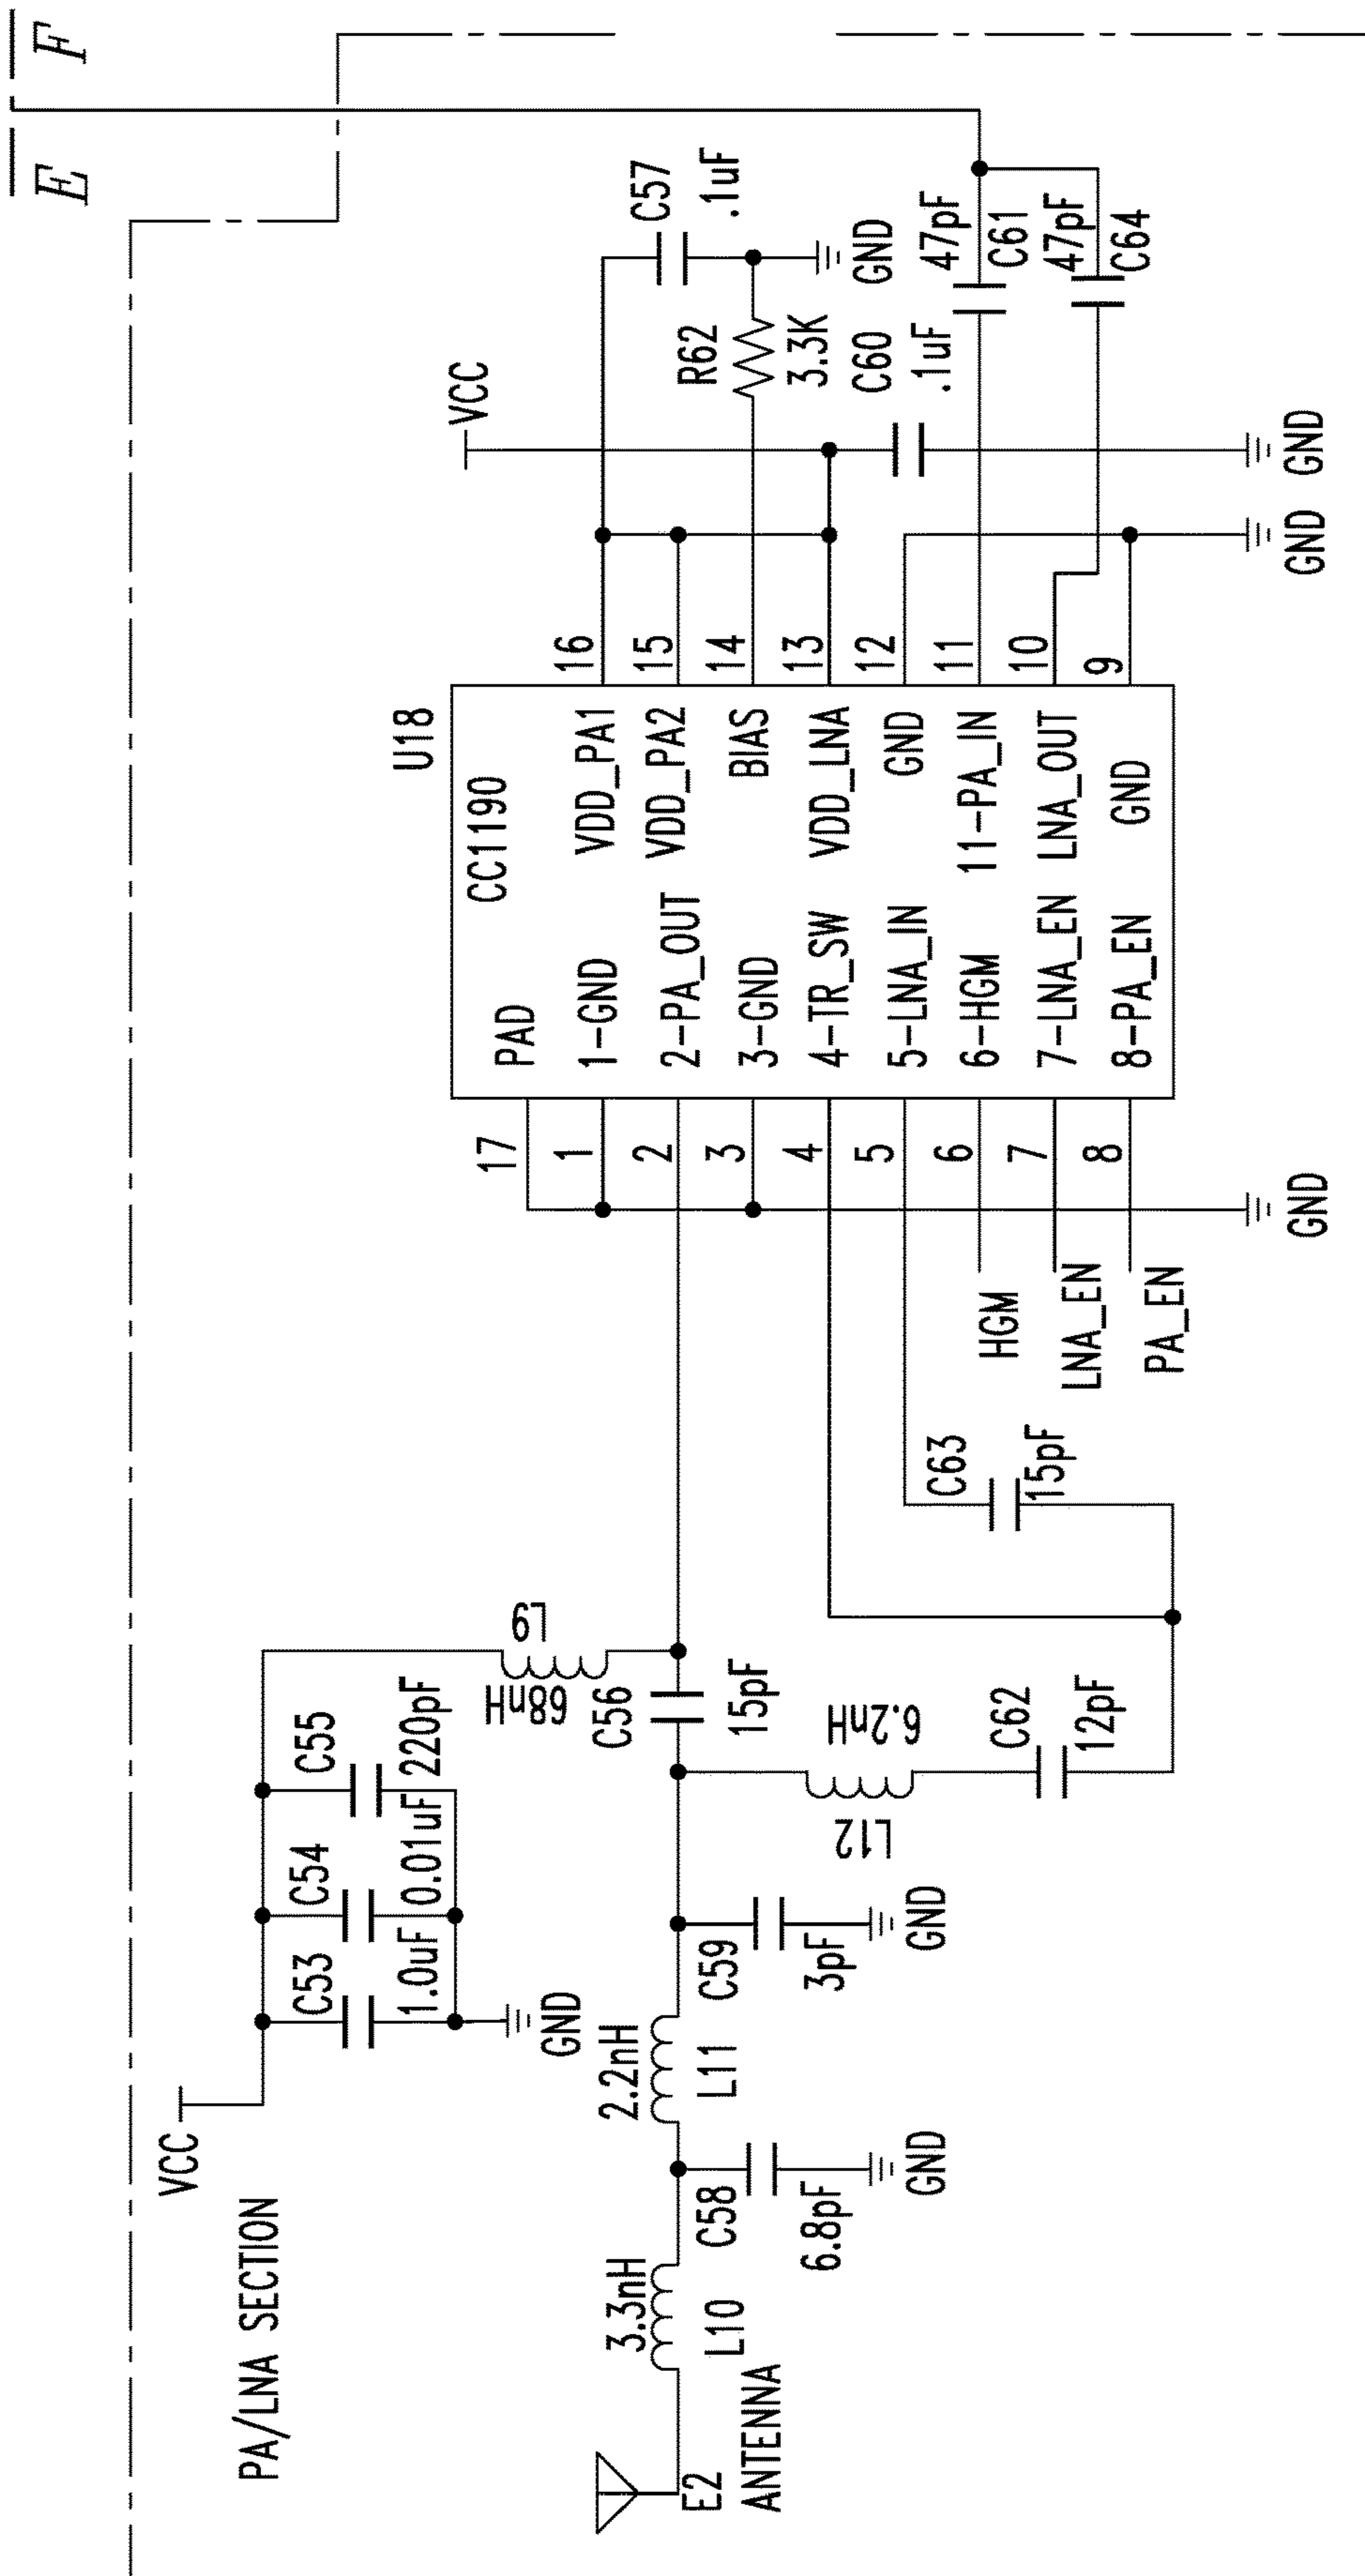 PA/LNA SECTION
VCC
C53
1.0uF
C54
0.01uF
C55
220pF
GND
L9
68nH
E2
ANTENNA
3.3nH
L10
C58
6.8pF
GND
2.2nH
L11
C59
3pF
GND
C56
15pF
L12
6.2nH
C62
12pF
C63
15pF
HGM
LNA_EN
PA_EN
GND
17
1
2
3
4
5
6
7
8
U18
CC1190
PAD
1-GND
2-PA_OUT
3-GND
4-TR_SW
5-LNA_IN
6-HGM
7-LNA_EN
8-PA_EN
VDD_PA1
VDD_PA2
BIAS
VDD_LNA
GND
11-PA_IN
LNA_OUT
GND
16
15
14
13
12
11
10
9
VCC
C57
.1uF
R62
3.3K
GND
C60
.1uF
47pF
C61
47pF
C64
GND
GND
E
F